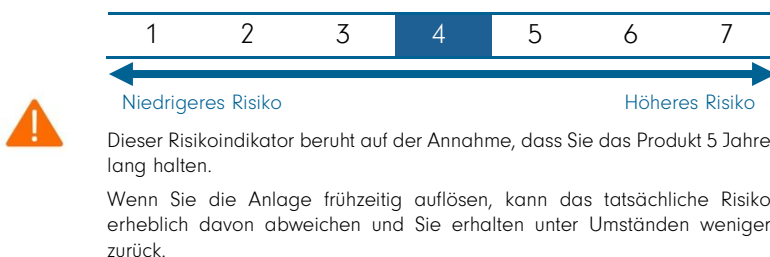 1 2 3 4 5 6 7
Niedrigeres Risiko Höheres Risiko
Dieser Risikoindikator beruht auf der Annahme, dass Sie das Produkt 5 Jahre
lang halten.
Wenn Sie die Anlage frühzeitig auflösen, kann das tatsächliche Risiko
erheblich davon abweichen und Sie erhalten unter Umständen weniger
zurück.